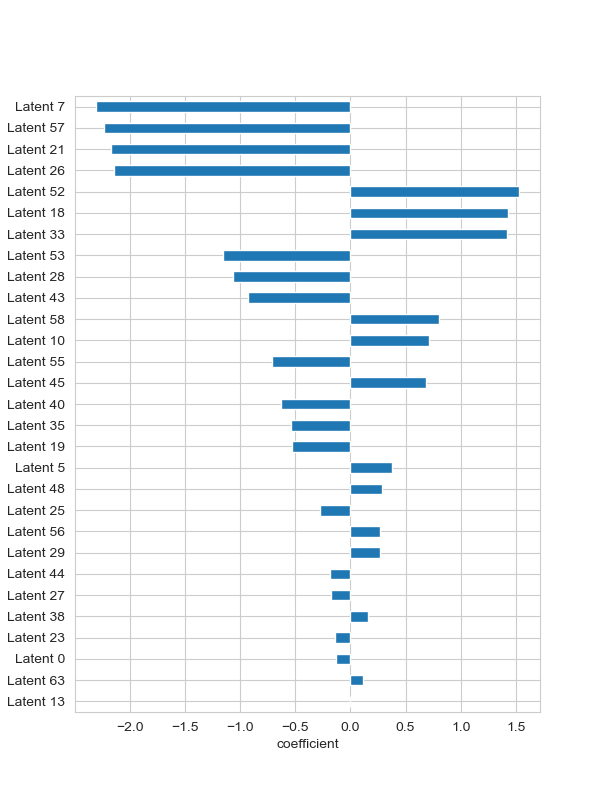 Latent 7
Latent 57
Latent 21
Latent 26
Latent 52
Latent 18
Latent 33
Latent 53
Latent 28
Latent 43
Latent 58
Latent 10
Latent 55
Latent 45
Latent 40
Latent 35
Latent 19
Latent 5
Latent 48
Latent 25
Latent 56
Latent 29
Latent 44
Latent 27
Latent 38
Latent 23
Latent 0
Latent 63
Latent 13
−2.0 −1.5 −1.0 −0.5 0.0 0.5 1.0 1.5
coefficient